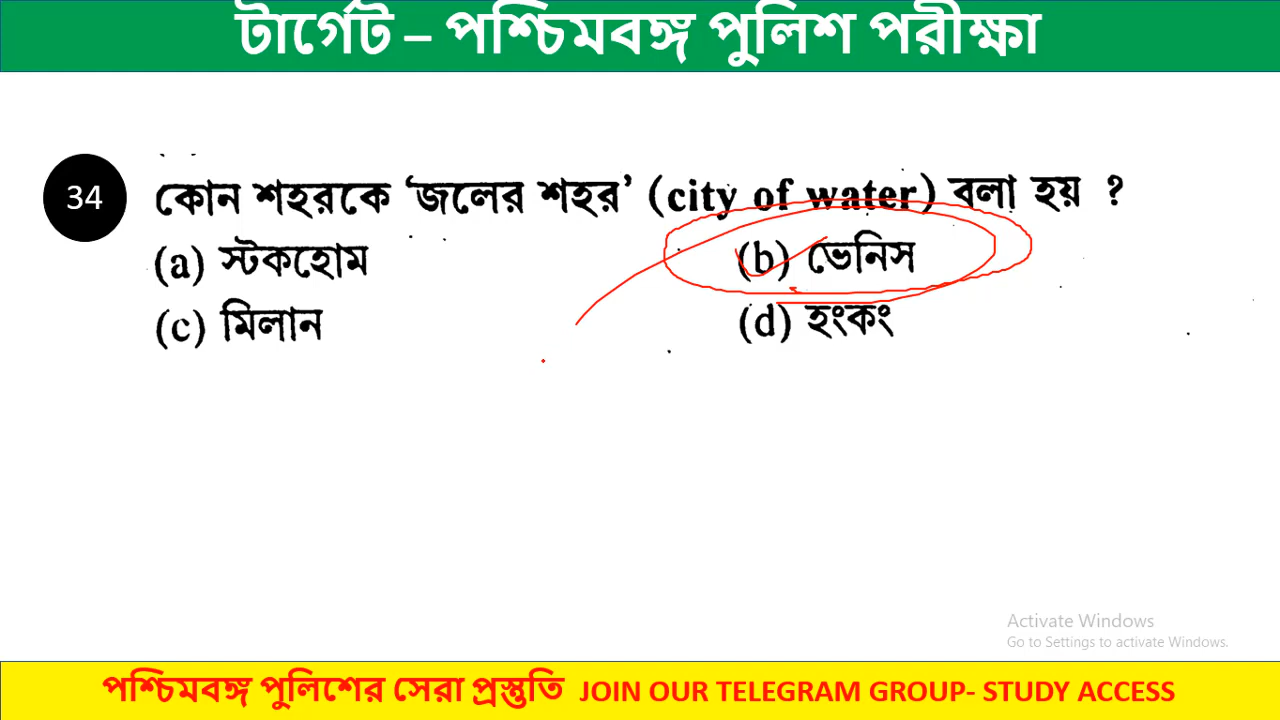 টার্গেট – পশ্চিমবঙ্গ পুলিশ পরীক্ষা
34 কোন শহরকে ‘জলের শহর’ (city of water) বলা হয় ?
(a) স্টকহোম (b) ভেনিস
(c) মিলান (d) হংকং
Activate Windows
Go to Settings to activate Windows.
পশ্চিমবঙ্গ পুলিশের সেরা প্রস্তুতি JOIN OUR TELEGRAM GROUP- STUDY ACCESS